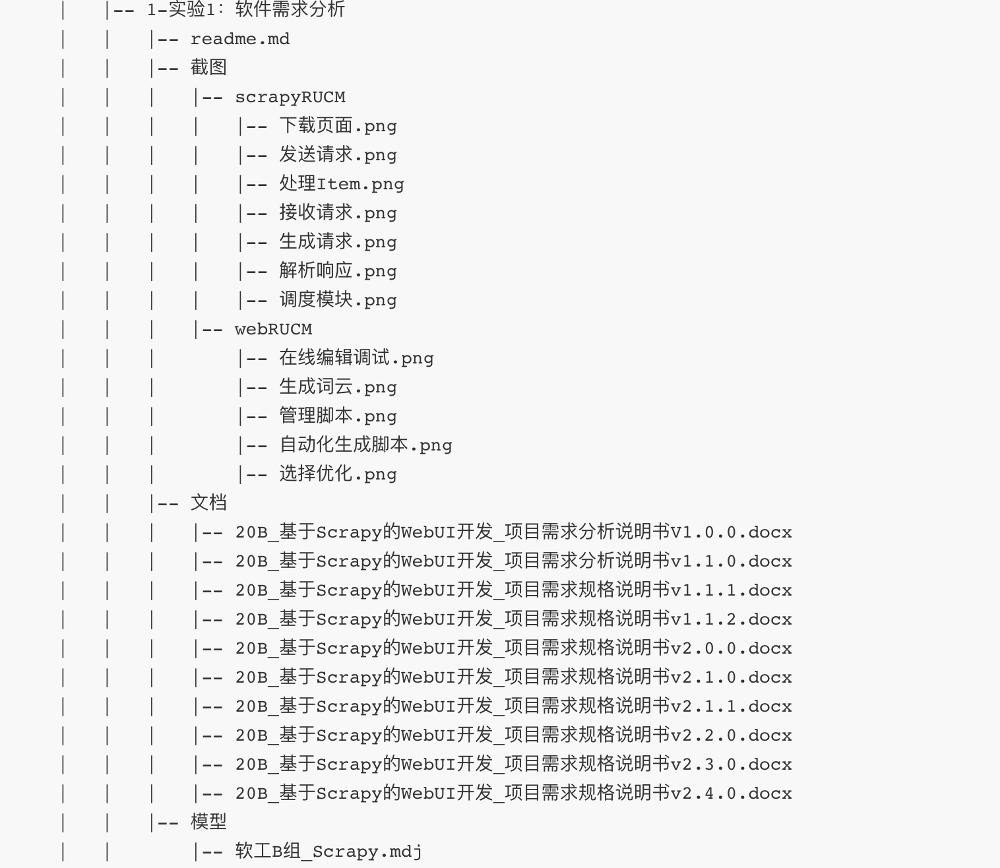 |   |-- 1-实验1：软件需求分析
|   |   |-- readme.md
|   |   |-- 截图
|   |   |   |-- scrapyRUCM
|   |   |   |   |-- 下载页面.png
|   |   |   |   |-- 发送请求.png
|   |   |   |   |-- 处理Item.png
|   |   |   |   |-- 接收请求.png
|   |   |   |   |-- 生成请求.png
|   |   |   |   |-- 解析响应.png
|   |   |   |   |-- 调度模块.png
|   |   |   |-- webRUCM
|   |   |       |-- 在线编辑调试.png
|   |   |       |-- 生成词云.png
|   |   |       |-- 管理脚本.png
|   |   |       |-- 自动化生成脚本.png
|   |   |       |-- 选择优化.png
|   |   |-- 文档
|   |   |   |-- 20B_基于Scrapy的WebUI开发_项目需求分析说明书V1.0.0.docx
|   |   |   |-- 20B_基于Scrapy的WebUI开发_项目需求分析说明书v1.1.0.docx
|   |   |   |-- 20B_基于Scrapy的WebUI开发_项目需求规格说明书v1.1.1.docx
|   |   |   |-- 20B_基于Scrapy的WebUI开发_项目需求规格说明书v1.1.2.docx
|   |   |   |-- 20B_基于Scrapy的WebUI开发_项目需求规格说明书v2.0.0.docx
|   |   |   |-- 20B_基于Scrapy的WebUI开发_项目需求规格说明书v2.1.0.docx
|   |   |   |-- 20B_基于Scrapy的WebUI开发_项目需求规格说明书v2.1.1.docx
|   |   |   |-- 20B_基于Scrapy的WebUI开发_项目需求规格说明书v2.2.0.docx
|   |   |   |-- 20B_基于Scrapy的WebUI开发_项目需求规格说明书v2.3.0.docx
|   |   |   |-- 20B_基于Scrapy的WebUI开发_项目需求规格说明书v2.4.0.docx
|   |   |-- 模型
|   |       |-- 软工B组_Scrapy.mdj